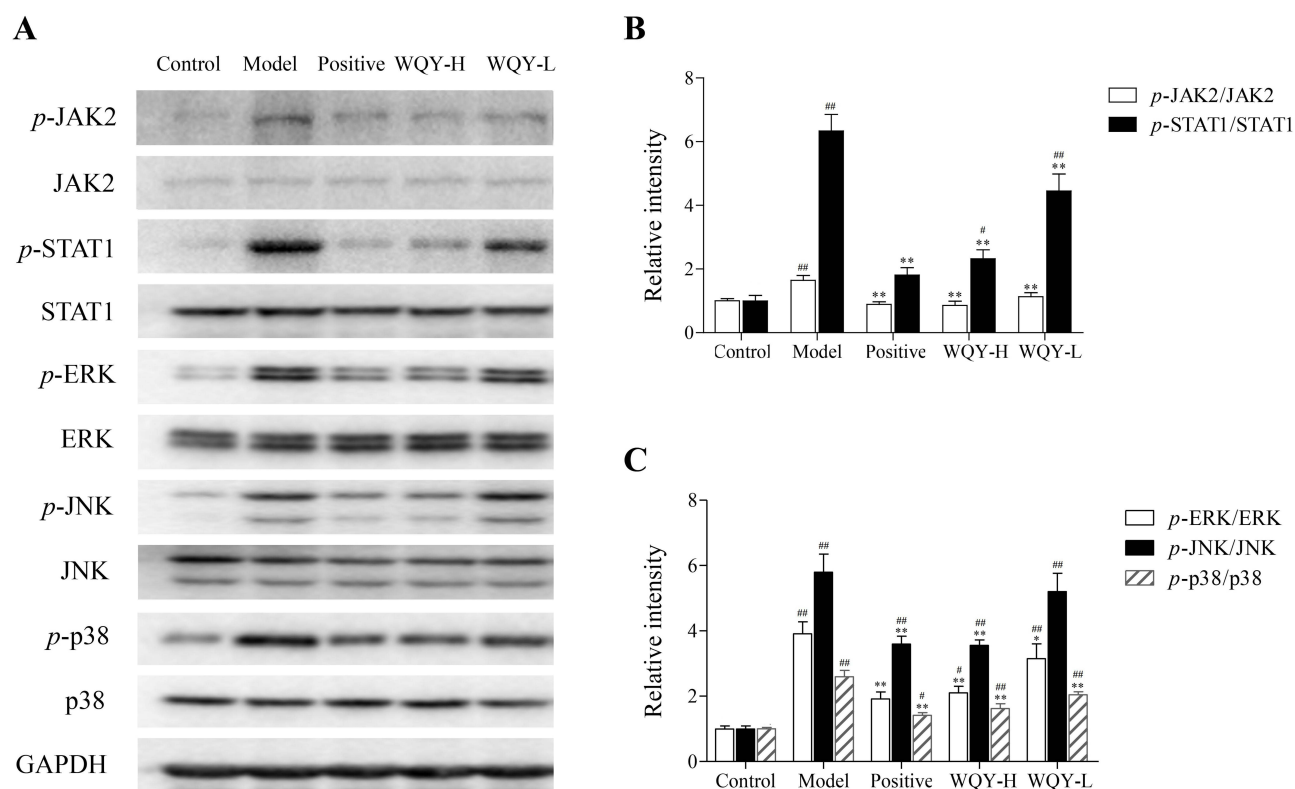 A
Control Model Positive WQY-H WQY-L
p-JAK2
JAK2
p-STAT1
STAT1
p-ERK
ERK
p-JNK
JNK
p-p38
p38
GAPDH
B
Relative intensity
8
6
4
2
0
##
##
**
**
**
#
**
**
##
**
Control Model Positive WQY-H WQY-L
p-JAK2/JAK2
p-STAT1/STAT1
C
Relative intensity
8
6
4
2
0
##
##
##
**
##
**
#
**
#
**
##
**
##
**
##
*
##
##
**
Control Model Positive WQY-H WQY-L
p-ERK/ERK
p-JNK/JNK
p-p38/p38